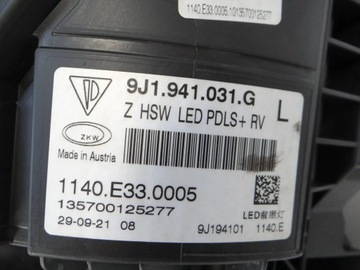 1140.E33.0005.10135700125277
9J1.941.031.G
L
Z HSW LED PDLS+ RV
ZKW
Made in Austria
1140.E33.0005
135700125277
29-09-21 08
LED前照灯
9J194101 1140.E